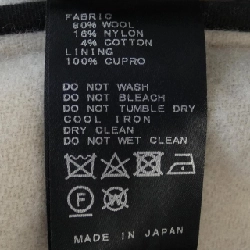 FABRIC
80% WOOL
16% NYLON
4% COTTON
LINING
100% CUPRO
DO NOT WASH
DO NOT BLEACH
DO NOT TUMBLE DRY
COOL IRON
DRY CLEAN
DO NOT WET CLEAN
F W
MADE IN JAPAN